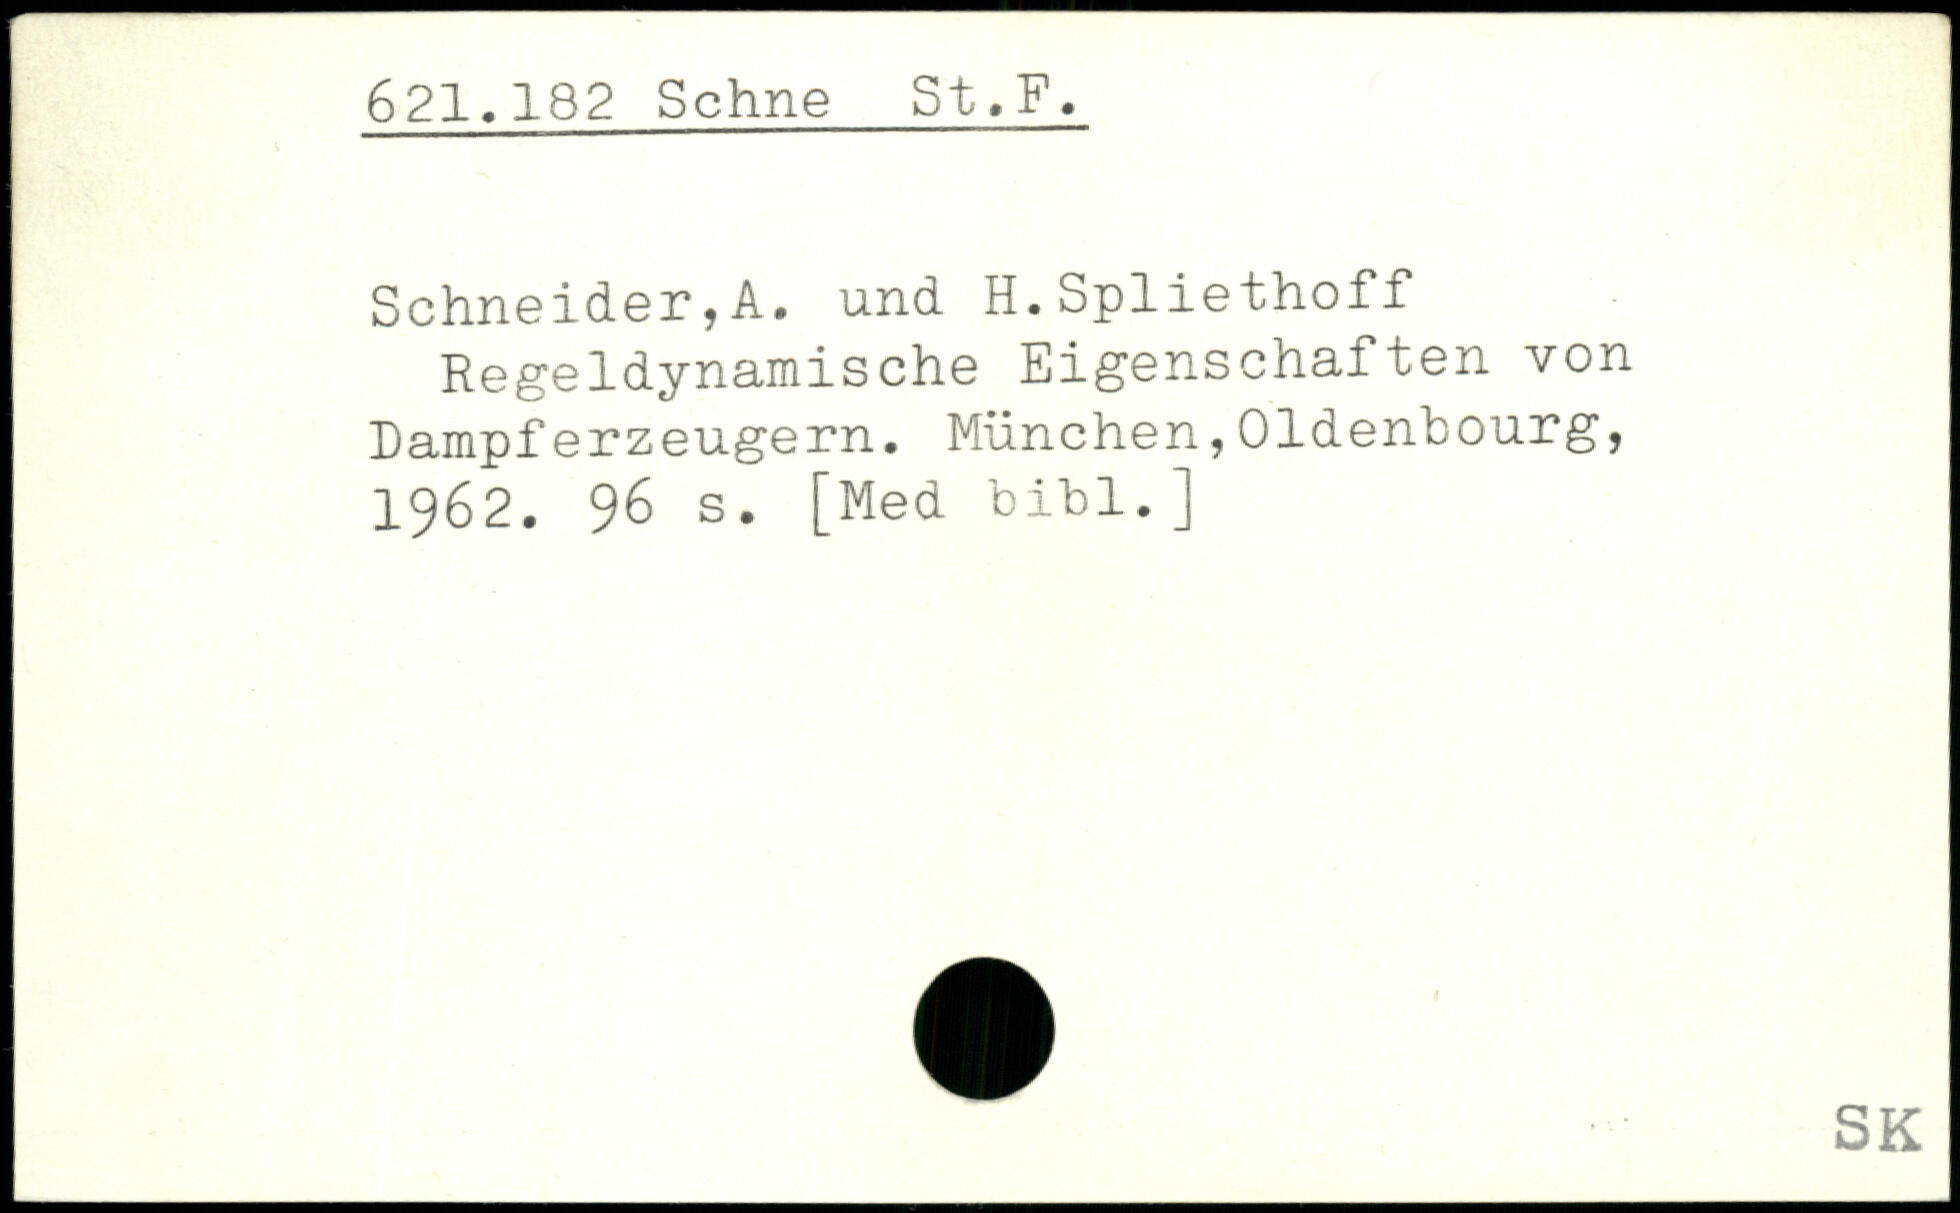 621.182 Schne  St.F.
Schneider,A. und H.Spliethoff
Regeldynamische Eigenschaften von
Dampferzeugern. München,Oldenbourg,
1962. 96 s. [Med bibl.]
SK